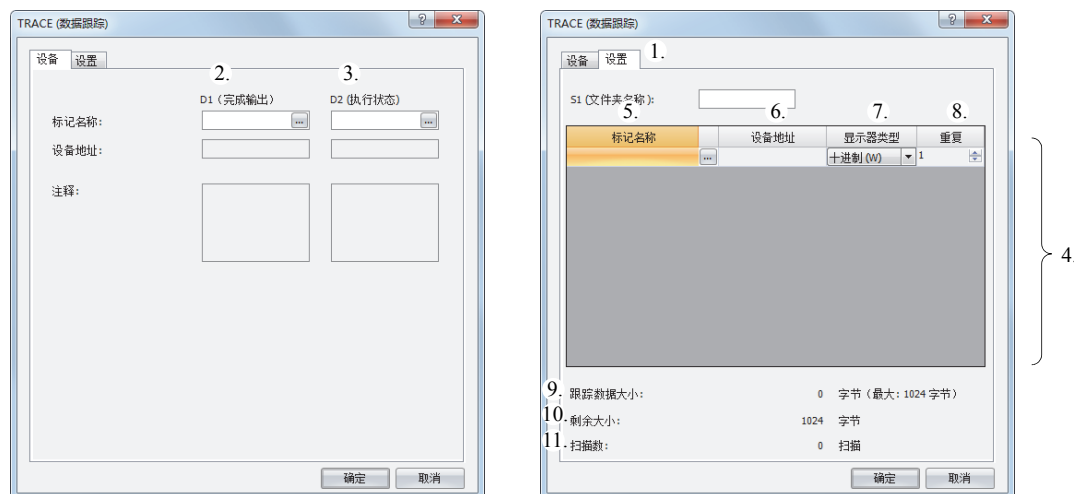 TRACE (数据跟踪)
设备 设置
2. 3.
D1（完成输出） D2 (执行状态)
标记名称: ... ...
设备地址:
注释:
确定 取消
TRACE (数据跟踪)
设备 设置 1.
S1 (文件夹名称):
5. 6. 7. 8.
标记名称 设备地址 显示器类型 重复
... 十进制 (W) 1
4.
9. 跟踪数据大小: 0 字节（最大: 1024 字节）
10. 剩余大小: 1024 字节
11. 扫描数: 0 扫描
确定 取消